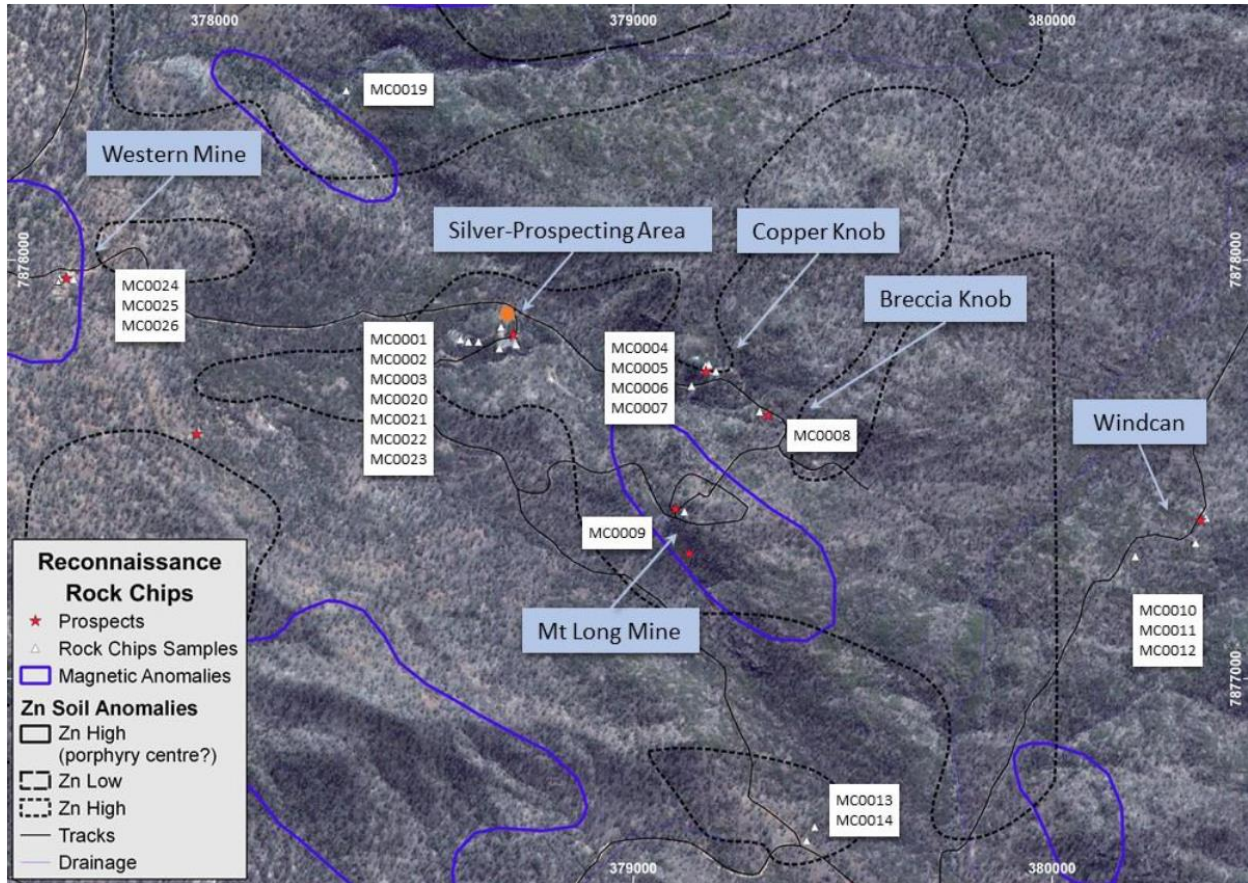 378000
379000
380000
MC0019
Western Mine
Silver-Prospecting Area
Copper Knob
7878000
7878000
Breccia Knob
MC0024
MC0025
MC0026
MC0001
MC0002
MC0003
MC0020
MC0021
MC0022
MC0023
MC0004
MC0005
MC0006
MC0007
MC0008
Windcan
MC0009
Mt Long Mine
MC0010
MC0011
MC0012
7877000
MC0013
MC0014
Reconnaissance
Rock Chips
Prospects
Rock Chips Samples
Magnetic Anomalies
Zn Soil Anomalies
Zn High
(porphyry centre?)
Zn Low
Zn High
Tracks
Drainage
379000
380000